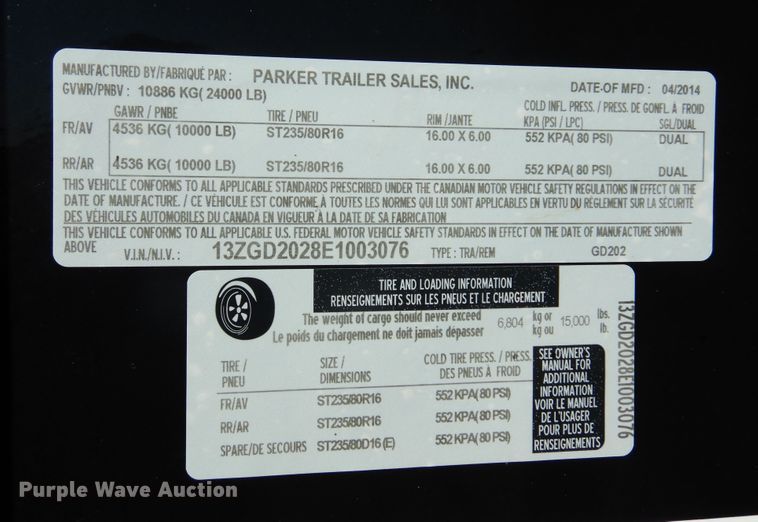 MANUFACTURED BY/FABRIQUÉ PAR : PARKER TRAILER SALES, INC.
GVWR/PNBV : 10886 KG( 24000 LB) DATE-OF MFD : 04/2014
GAWR / PNBE TIRE / PNEU RIM /JANTE COLD INFL. PRESS. / PRESS. DE GONFL. À FROID
KPA (PSI / LPC) SGL/DUAL
FR/AV 4536 KG( 10000 LB) ST235/80R16 16.00 X 6.00 552 KPA( 80 PSI) DUAL
RR/AR 4536 KG( 10000 LB) ST235/80R16 16.00 X 6.00 552 KPA( 80 PSI) DUAL
THIS VEHICLE CONFORMS TO ALL APPLICABLE STANDARDS PRESCRIBED UNDER THE CANADIAN MOTOR VEHICLE SAFETY REGULATIONS IN EFFECT ON THE
DATE OF MANUFACTURE. / CE VÉHICULE EST CONFORME À TOUTES LES NORMES QUI LUI SONT APPLICABLES EN VERTU DU RÈGLEMENT SUR LA SÉCURITÉ
DES VÉHICULES AUTOMOBILES DU CANADA EN VIGUEUR À LA DATE DE SA FABRICATION
THIS VEHICLE CONFORMS TO ALL APPLICABLE U.S. FEDERAL MOTOR VEHICLE SAFETY STANDARDS IN EFFECT ON THE DATE OF MANUFACTURE SHOWN
ABOVE V.I.N./N.I.V. : 13ZGD2028E1003076 TYPE : TRA/REM GD202
TIRE AND LOADING INFORMATION
RENSEIGNEMENTS SUR LES PNEUS ET LE CHARGEMENT
The weight of cargo should never exceed 6,804 kg or 15,000 lbs.
Le poids du chargement ne doit jamais dépasser kg ou lb.
TIRE / PNEU SIZE / DIMENSIONS COLD TIRE PRESS. / PRESS. DES PNEUS À FROID
FR/AV ST235/80R16 552 KPA( 80 PSI)
RR/AR ST235/80R16 552 KPA( 80 PSI)
SPARE/DE SECOURS ST235/80D16 (E) 552 KPA( 80 PSI)
SEE OWNER'S
MANUAL FOR
ADDITIONAL
INFORMATION
VOIR LE MANUEL
DE L'USAGER
POUR PLUS DE
RENSEIGNEMENTS
13ZGD2028E1003076
Purple Wave Auction